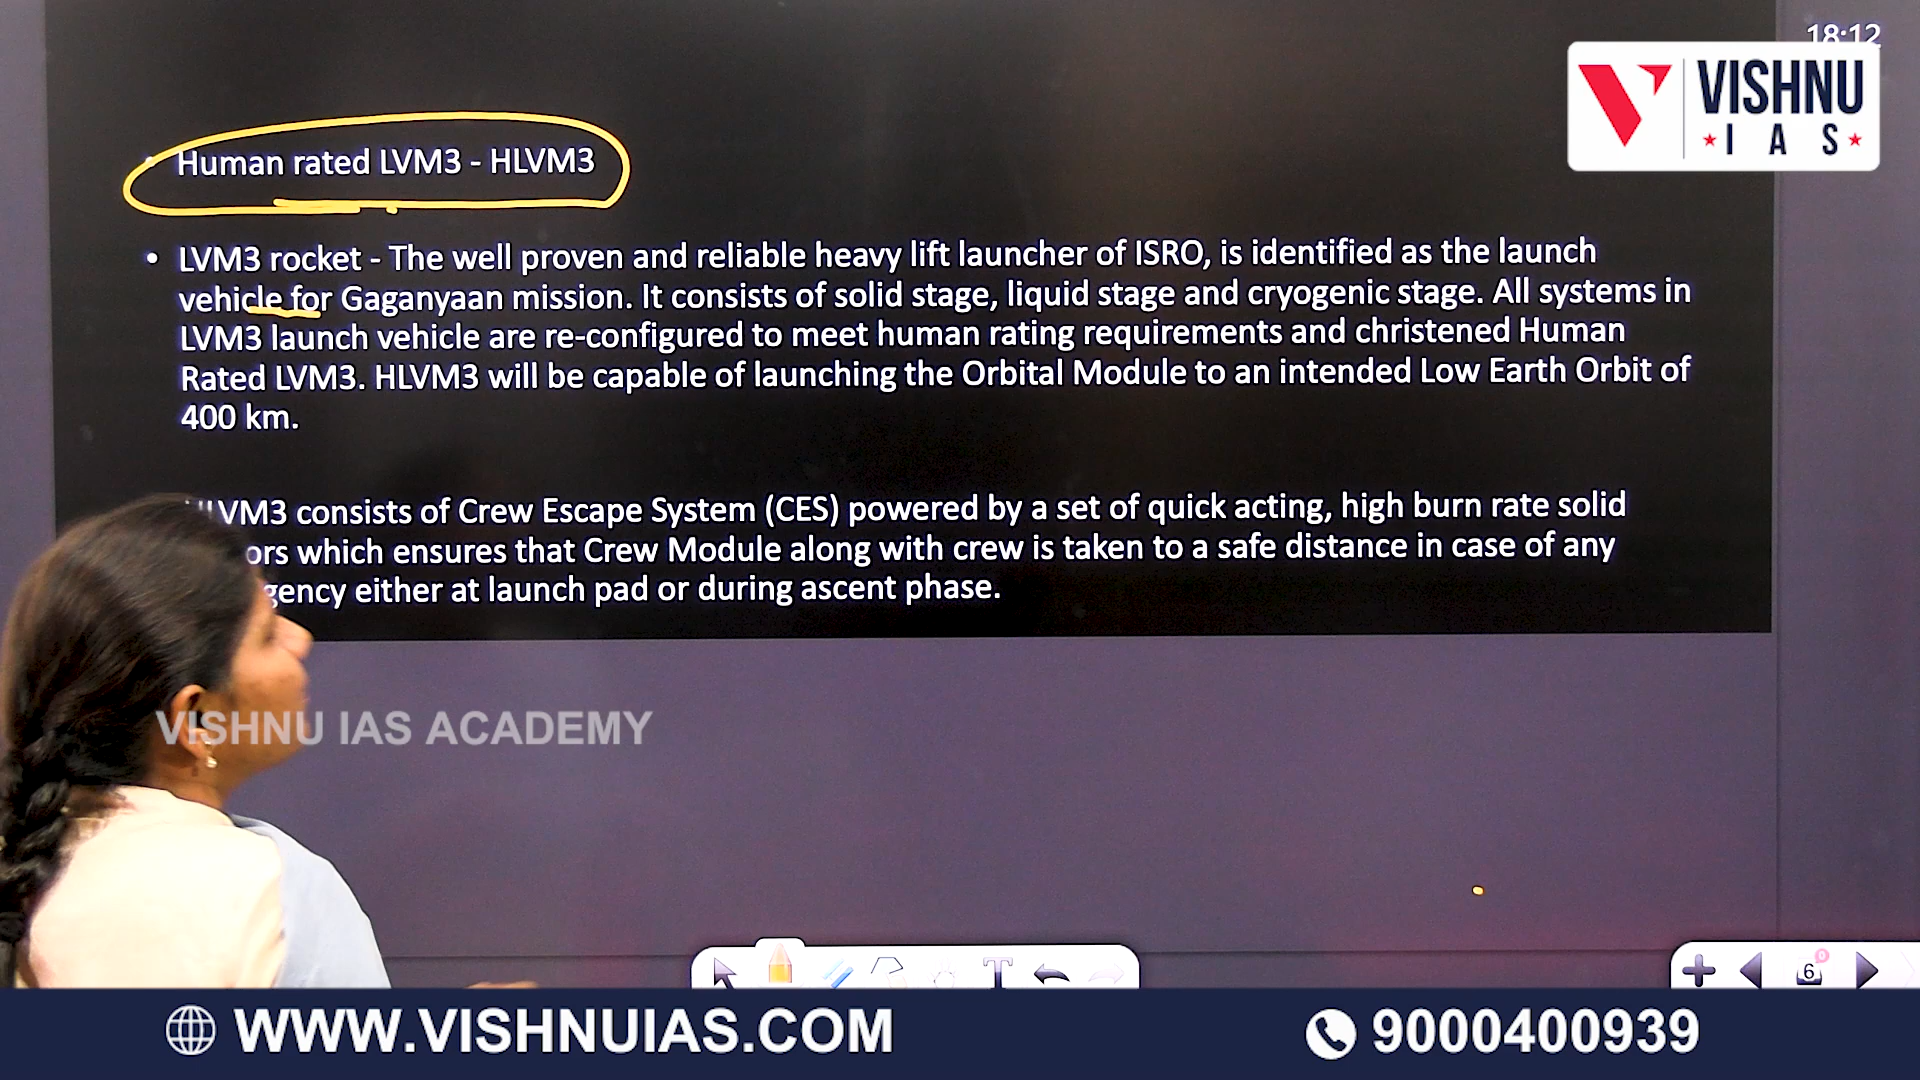 18:12
VISHNU
IAS
Human rated LVM3 - HLVM3
• LVM3 rocket - The well proven and reliable heavy lift launcher of ISRO, is identified as the launch
vehicle for Gaganyaan mission. It consists of solid stage, liquid stage and cryogenic stage. All systems in
LVM3 launch vehicle are re-configured to meet human rating requirements and christened Human
Rated LVM3. HLVM3 will be capable of launching the Orbital Module to an intended Low Earth Orbit of
400 km.
HLVM3 consists of Crew Escape System (CES) powered by a set of quick acting, high burn rate solid
ors which ensures that Crew Module along with crew is taken to a safe distance in case of any
gency either at launch pad or during ascent phase.
VISHNU IAS ACADEMY
T
6
WWW.VISHNUIAS.COM
9000400939